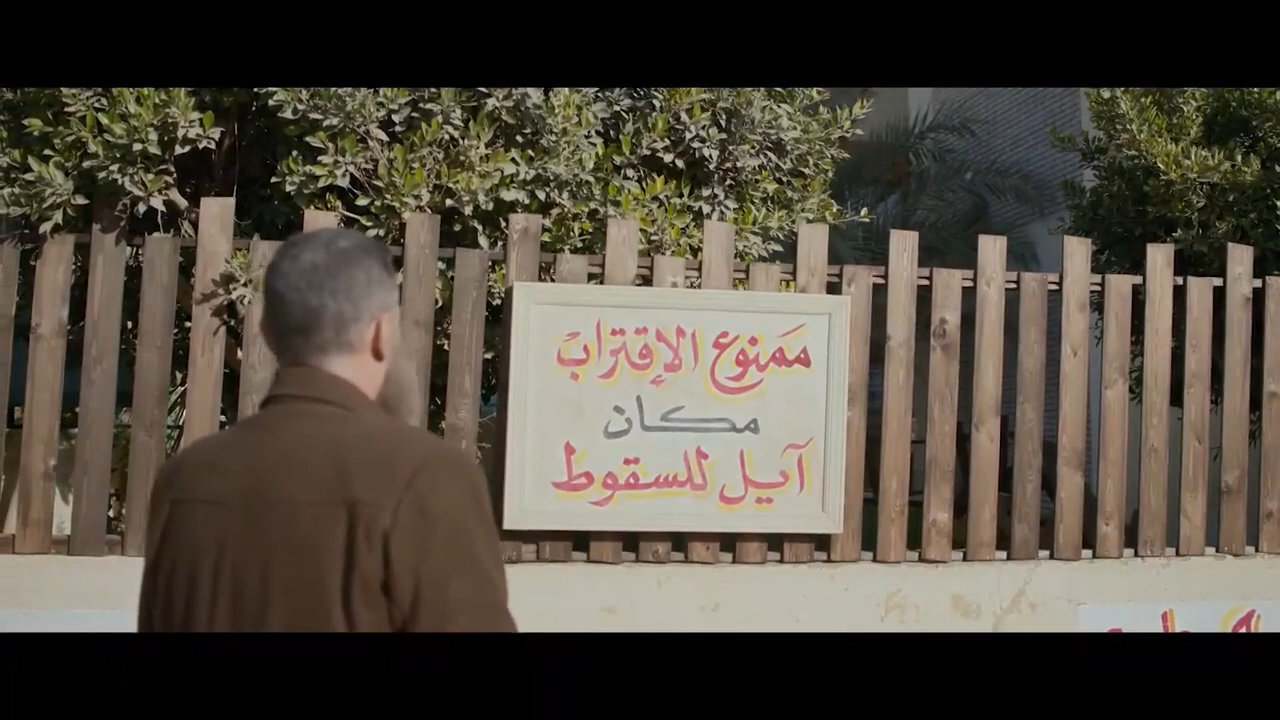 ممنوع الإقتراب
مكان
آيل للسقوط